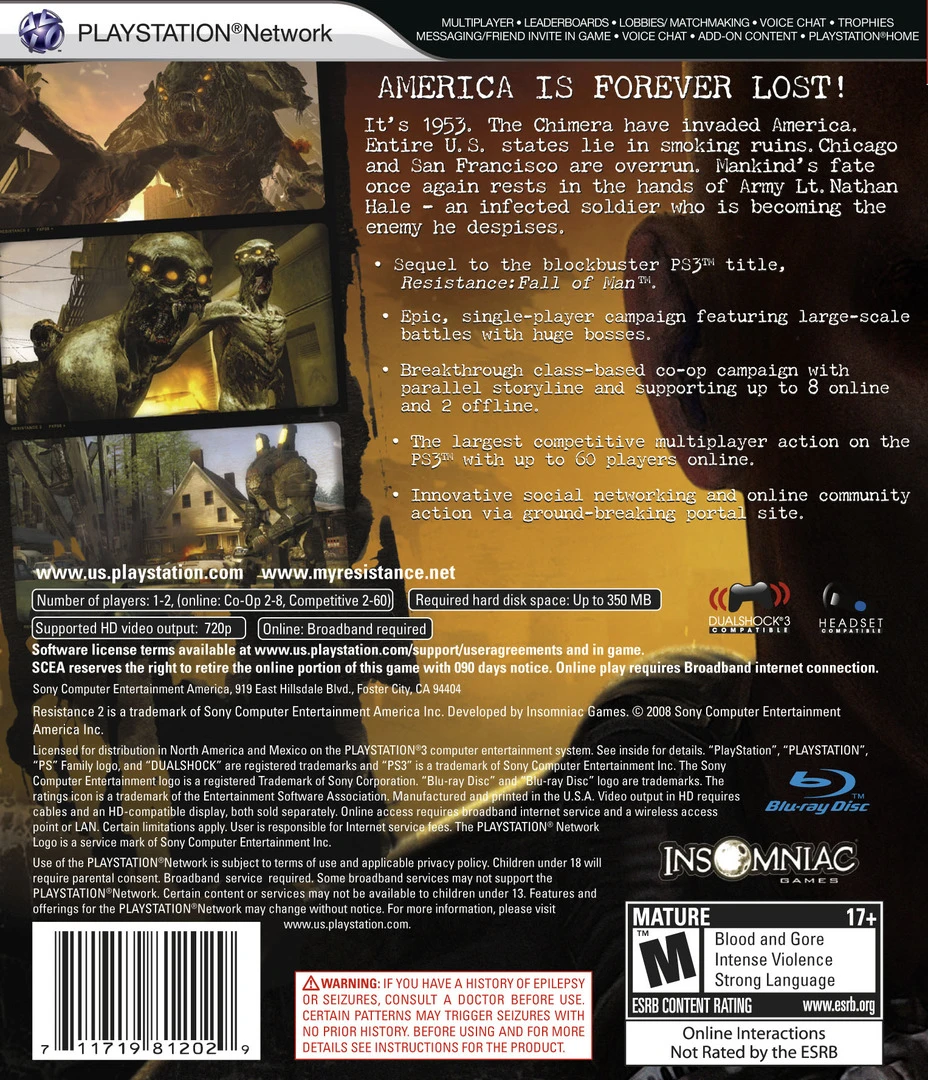 PLAYSTATION®Network
MULTIPLAYER • LEADERBOARDS • LOBBIES/ MATCHMAKING • VOICE CHAT • TROPHIES
MESSAGING/FRIEND INVITE IN GAME • VOICE CHAT • ADD-ON CONTENT • PLAYSTATION®HOME
AMERICA IS FOREVER LOST!
It's 1953. The Chimera have invaded America.
Entire U.S. states lie in smoking ruins. Chicago
and San Francisco are overrun. Mankind's fate
once again rests in the hands of Army Lt. Nathan
Hale – an infected soldier who is becoming the
enemy he despises.
• Sequel to the blockbuster PS3™ title,
Resistance: Fall of Man™.
• Epic, single-player campaign featuring large-scale
battles with huge bosses.
• Breakthrough class-based co-op campaign with
parallel storyline and supporting up to 8 online
and 2 offline.
• The largest competitive multiplayer action on the
PS3™ with up to 60 players online.
• Innovative social networking and online community
action via ground-breaking portal site.
www.us.playstation.com www.myresistance.net
Number of players: 1-2, (online: Co-Op 2-8, Competitive 2-60)
Required hard disk space: Up to 350 MB
Supported HD video output: 720p
Online: Broadband required
DUALSHOCK®3
COMPATIBLE
HEADSET
COMPATIBLE
Software license terms available at www.us.playstation.com/support/useragreements and in game.
SCEA reserves the right to retire the online portion of this game with 090 days notice. Online play requires Broadband internet connection.
Sony Computer Entertainment America, 919 East Hillsdale Blvd., Foster City, CA 94404
Resistance 2 is a trademark of Sony Computer Entertainment America Inc. Developed by Insomniac Games. © 2008 Sony Computer Entertainment
America Inc.
Licensed for distribution in North America and Mexico on the PLAYSTATION®3 computer entertainment system. See inside for details. “PlayStation”, “PLAYSTATION”,
“PS” Family logo, and “DUALSHOCK” are registered trademarks and “PS3” is a trademark of Sony Computer Entertainment Inc. The Sony
Computer Entertainment logo is a registered Trademark of Sony Corporation. “Blu-ray Disc” and “Blu-ray Disc” logo are trademarks. The
ratings icon is a trademark of the Entertainment Software Association. Manufactured and printed in the U.S.A. Video output in HD requires
cables and an HD-compatible display, both sold separately. Online access requires broadband internet service and a wireless access
point or LAN. Certain limitations apply. User is responsible for Internet service fees. The PLAYSTATION® Network
Logo is a service mark of Sony Computer Entertainment Inc.
Blu-ray Disc™
INSOMNIAC
GAMES
Use of the PLAYSTATION®Network is subject to terms of use and applicable privacy policy. Children under 18 will
require parental consent. Broadband service required. Some broadband services may not support the
PLAYSTATION®Network. Certain content or services may not be available to children under 13. Features and
offerings for the PLAYSTATION®Network may change without notice. For more information, please visit
www.us.playstation.com.
7 11719 81202 9
WARNING: IF YOU HAVE A HISTORY OF EPILEPSY
OR SEIZURES, CONSULT A DOCTOR BEFORE USE.
CERTAIN PATTERNS MAY TRIGGER SEIZURES WITH
NO PRIOR HISTORY. BEFORE USING AND FOR MORE
DETAILS SEE INSTRUCTIONS FOR THE PRODUCT.
MATURE 17+
M™
Blood and Gore
Intense Violence
Strong Language
ESRB CONTENT RATING www.esrb.org
Online Interactions
Not Rated by the ESRB